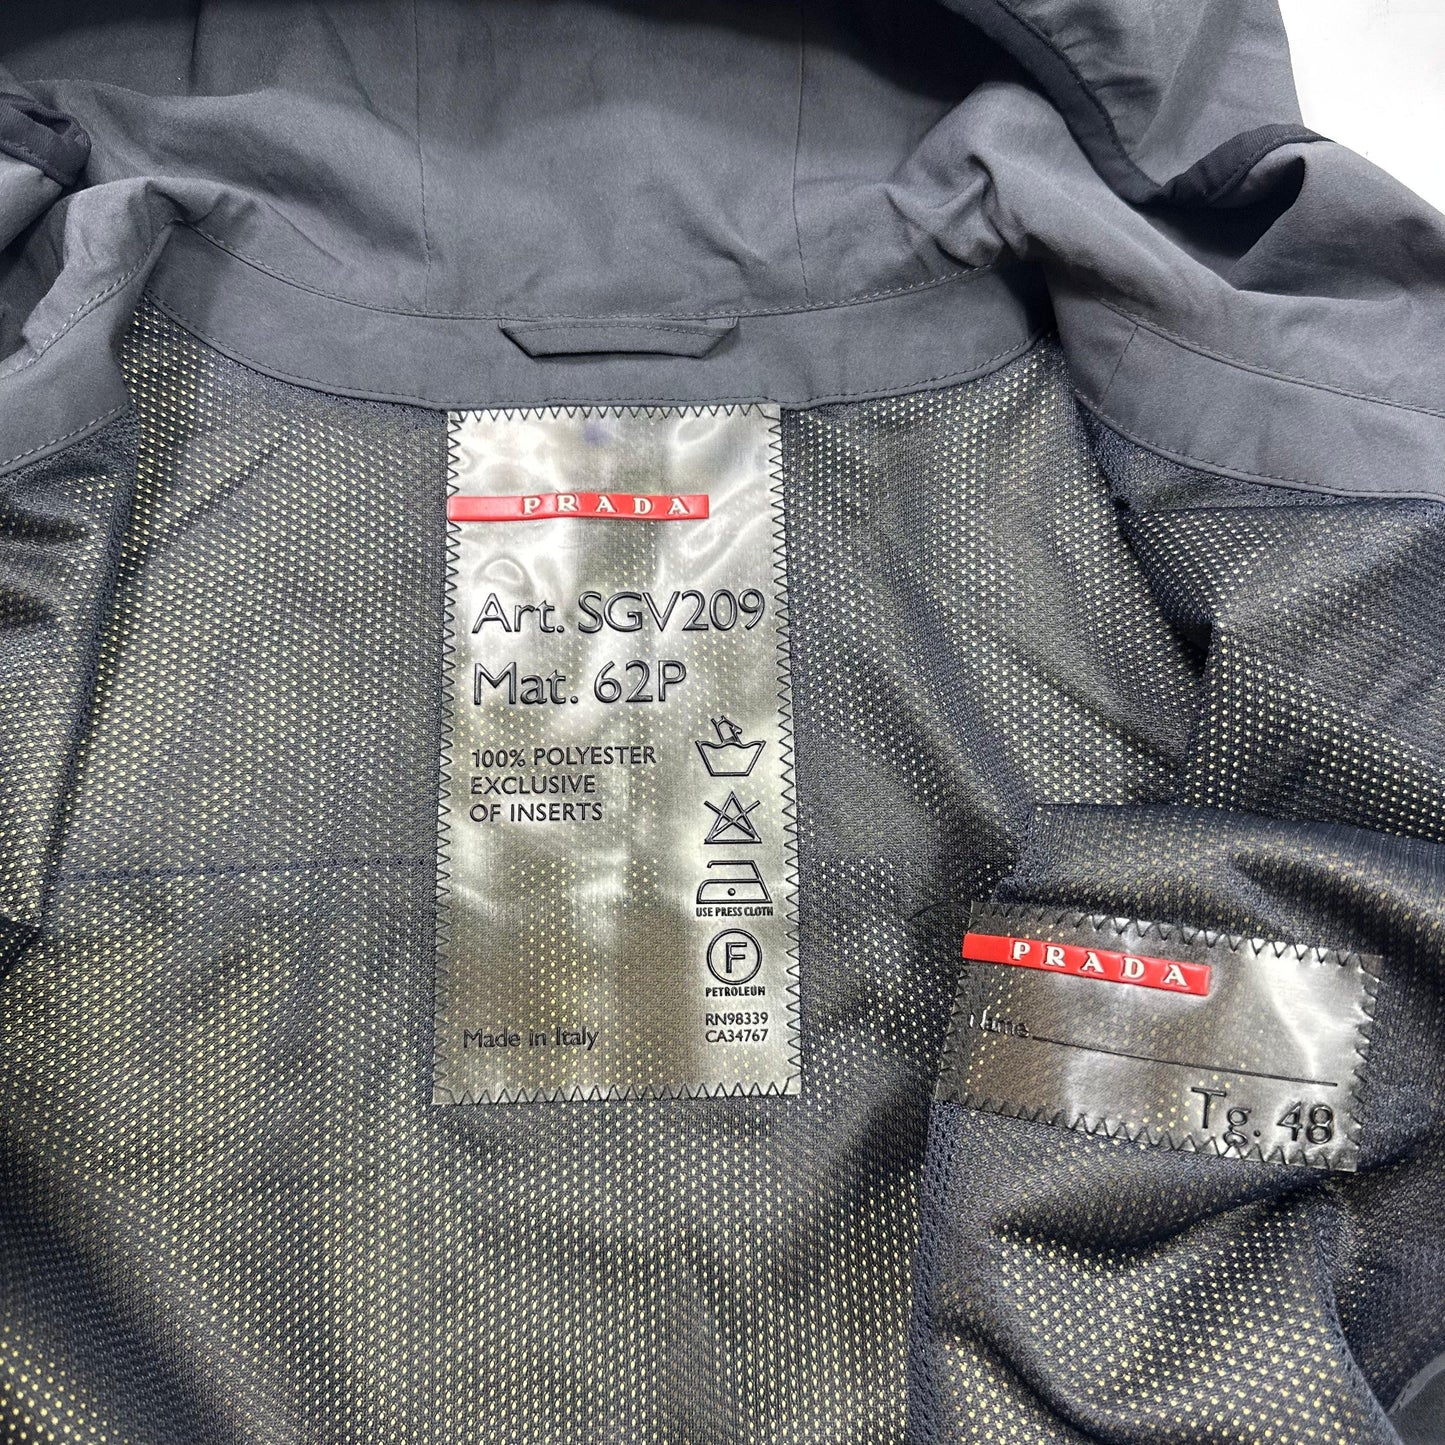 PRADA
Art. SGV209
Mat. 62P
100% POLYESTER
EXCLUSIVE
OF INSERTS
USE PRESS CLOTH
F
PETROLEUM
Made in Italy
RN98339
CA34767
PRADA
Name
Tg. 48